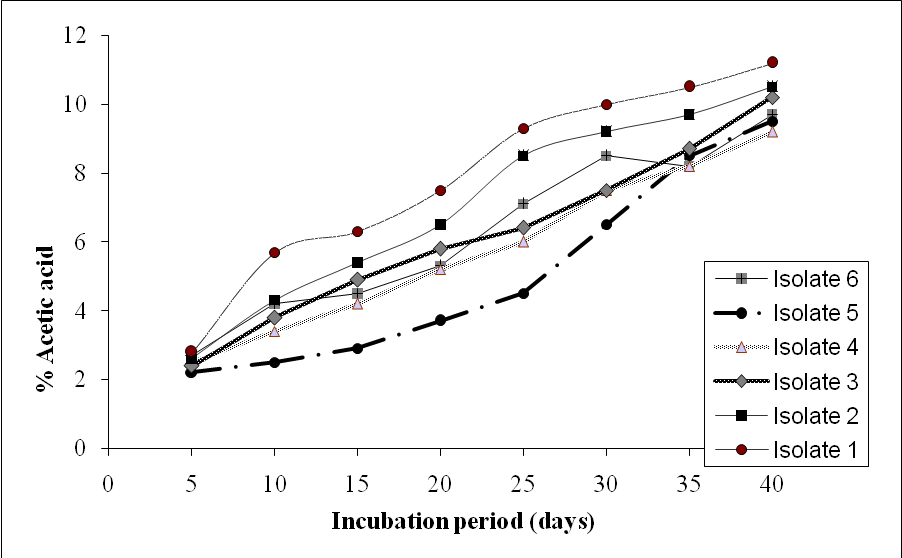 12
10
8
6
4
2
0
% Acetic acid
0 5 10 15 20 25 30 35 40
Incubation period (days)
Isolate 6
Isolate 5
Isolate 4
Isolate 3
Isolate 2
Isolate 1